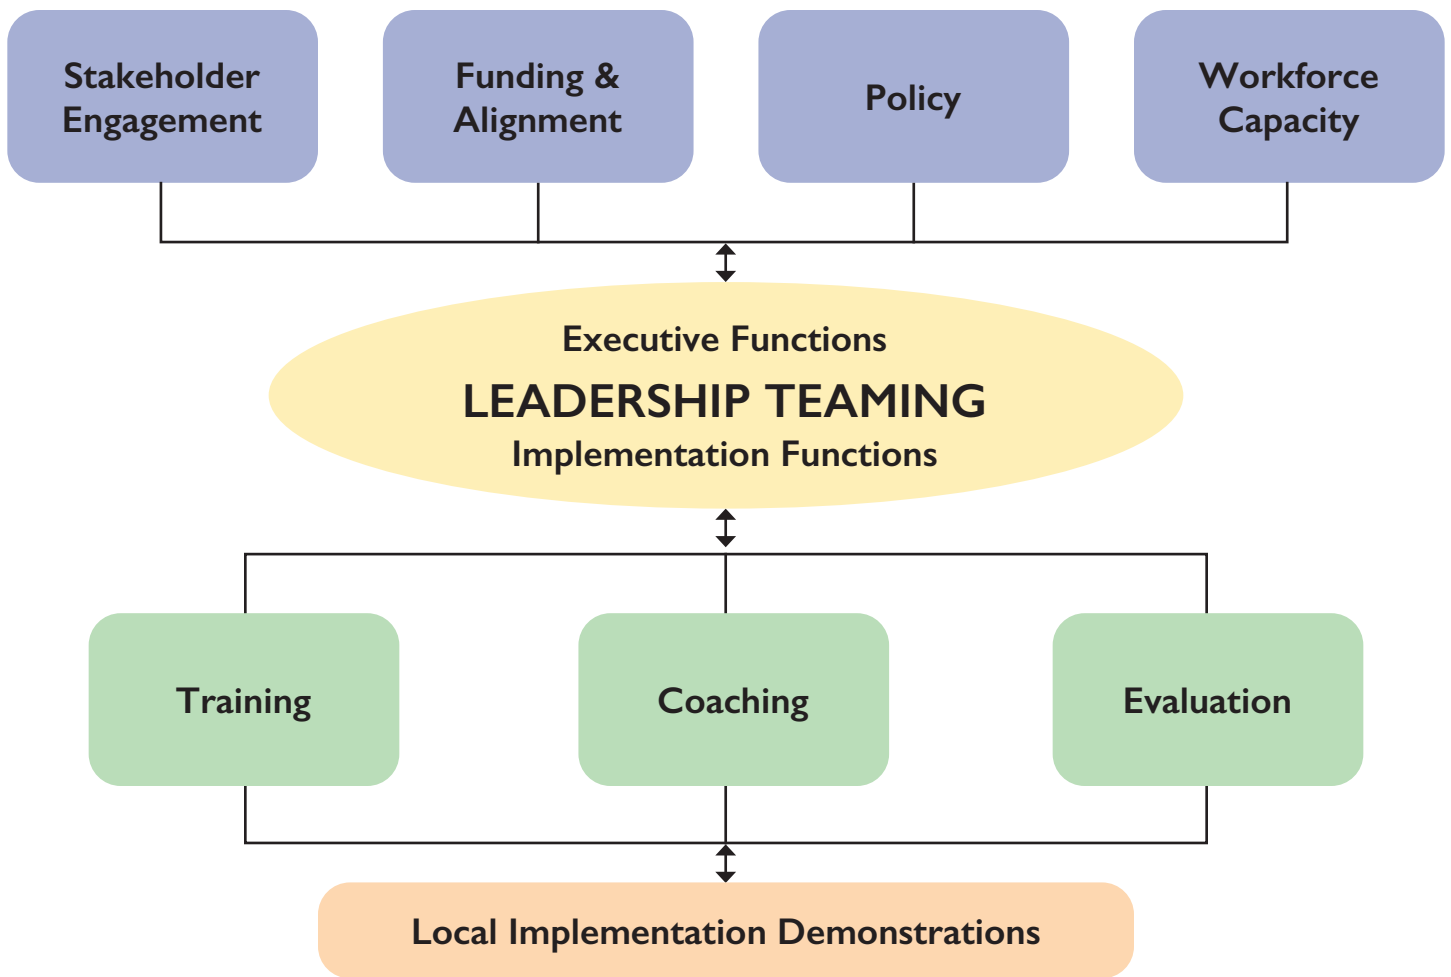 Stakeholder
Engagement
Funding &
Alignment
Policy
Workforce
Capacity
Executive Functions
LEADERSHIP TEAMING
Implementation Functions
Training
Coaching
Evaluation
Local Implementation Demonstrations